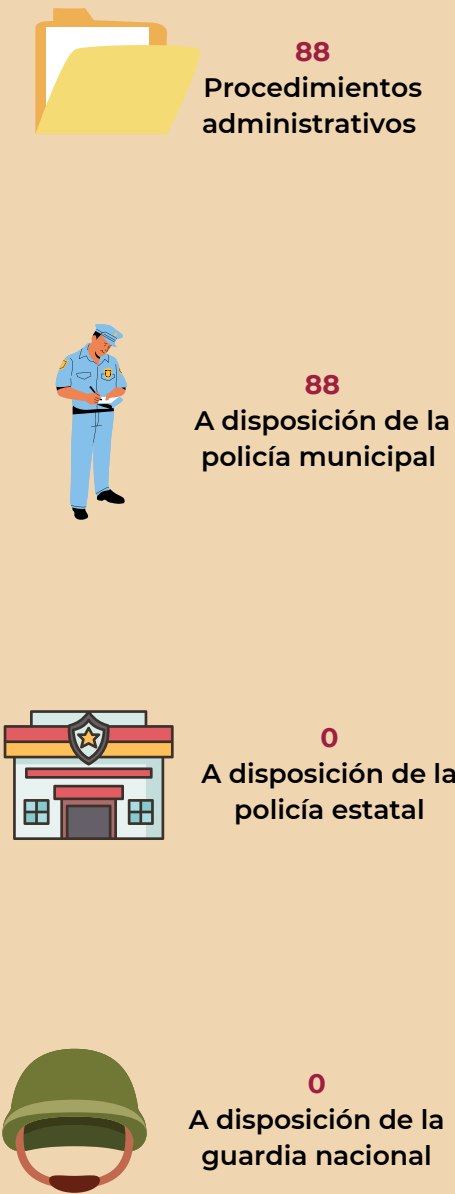 88
Procedimientos
administrativos
88
A disposición de la
policía municipal
0
A disposición de la
policía estatal
0
A disposición de la
guardia nacional